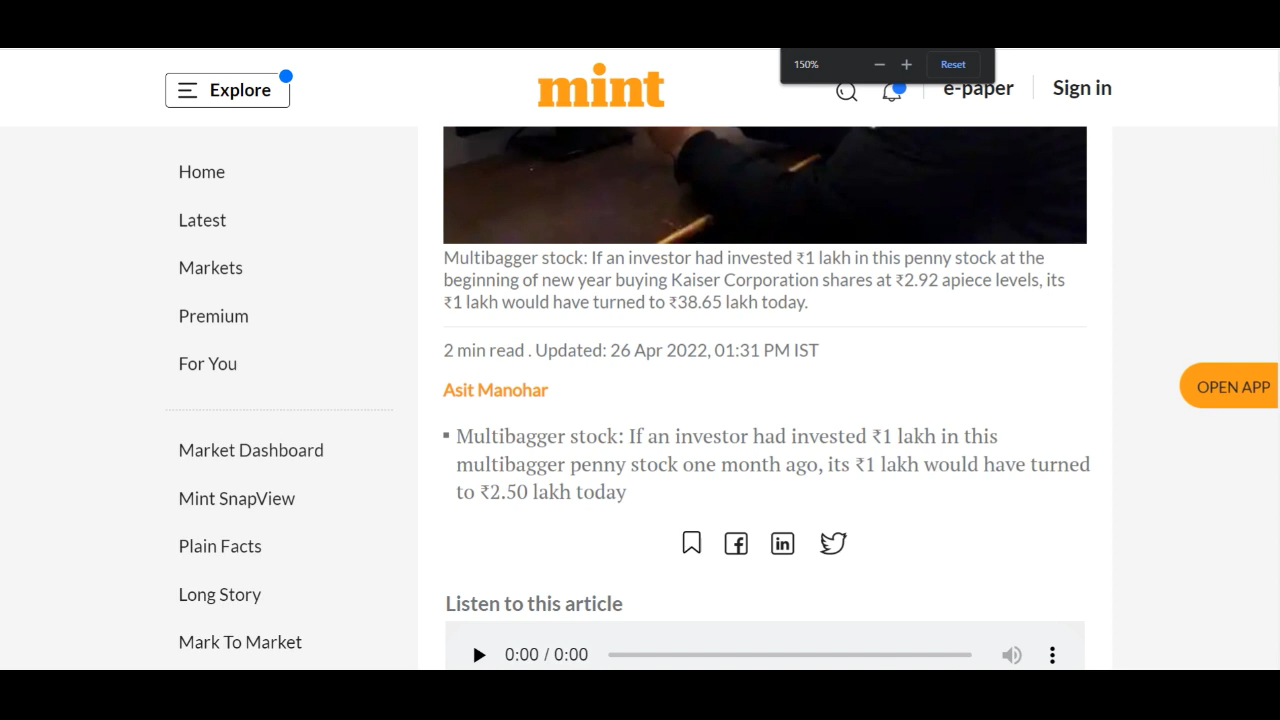 150%
Reset
Explore
mint
e-paper
Sign in
Home
Latest
Markets
Premium
For You
Market Dashboard
Mint SnapView
Plain Facts
Long Story
Mark To Market
Multibagger stock: If an investor had invested ₹1 lakh in this penny stock at the
beginning of new year buying Kaiser Corporation shares at ₹2.92 apiece levels, its
₹1 lakh would have turned to ₹38.65 lakh today.
2 min read . Updated: 26 Apr 2022, 01:31 PM IST
Asit Manohar
Multibagger stock: If an investor had invested ₹1 lakh in this
multibagger penny stock one month ago, its ₹1 lakh would have turned
to ₹2.50 lakh today
Listen to this article
0:00 / 0:00
OPEN APP